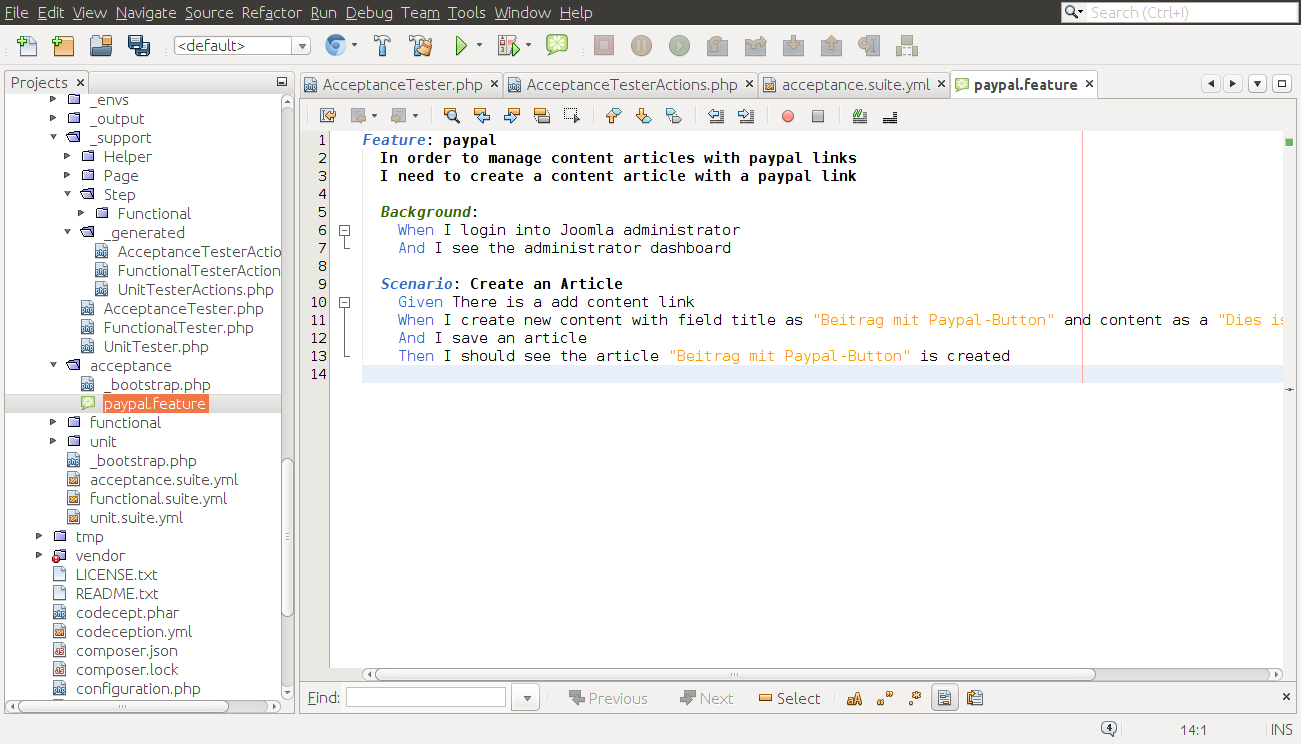 File Edit View Navigate Source Refactor Run Debug Team Tools Window Help
Search (Ctrl+I)
<default>
Projects
_envs
_output
_support
Helper
Page
Step
Functional
_generated
AcceptanceTesterActio
FunctionalTesterAction
UnitTesterActions.php
AcceptanceTester.php
FunctionalTester.php
UnitTester.php
acceptance
_bootstrap.php
paypal.feature
functional
unit
_bootstrap.php
acceptance.suite.yml
functional.suite.yml
unit.suite.yml
tmp
vendor
LICENSE.txt
README.txt
codecept.phar
codeception.yml
composer.json
composer.lock
configuration.php
AcceptanceTester.php AcceptanceTesterActions.php acceptance.suite.yml paypal.feature
1 Feature: paypal
2 In order to manage content articles with paypal links
3 I need to create a content article with a paypal link
4
5 Background:
6 When I login into Joomla administrator
7 And I see the administrator dashboard
8
9 Scenario: Create an Article
10 Given There is a add content link
11 When I create new content with field title as "Beitrag mit Paypal-Button" and content as a "Dies is
12 And I save an article
13 Then I should see the article "Beitrag mit Paypal-Button" is created
14
Find: Previous Next Select
14:1 INS